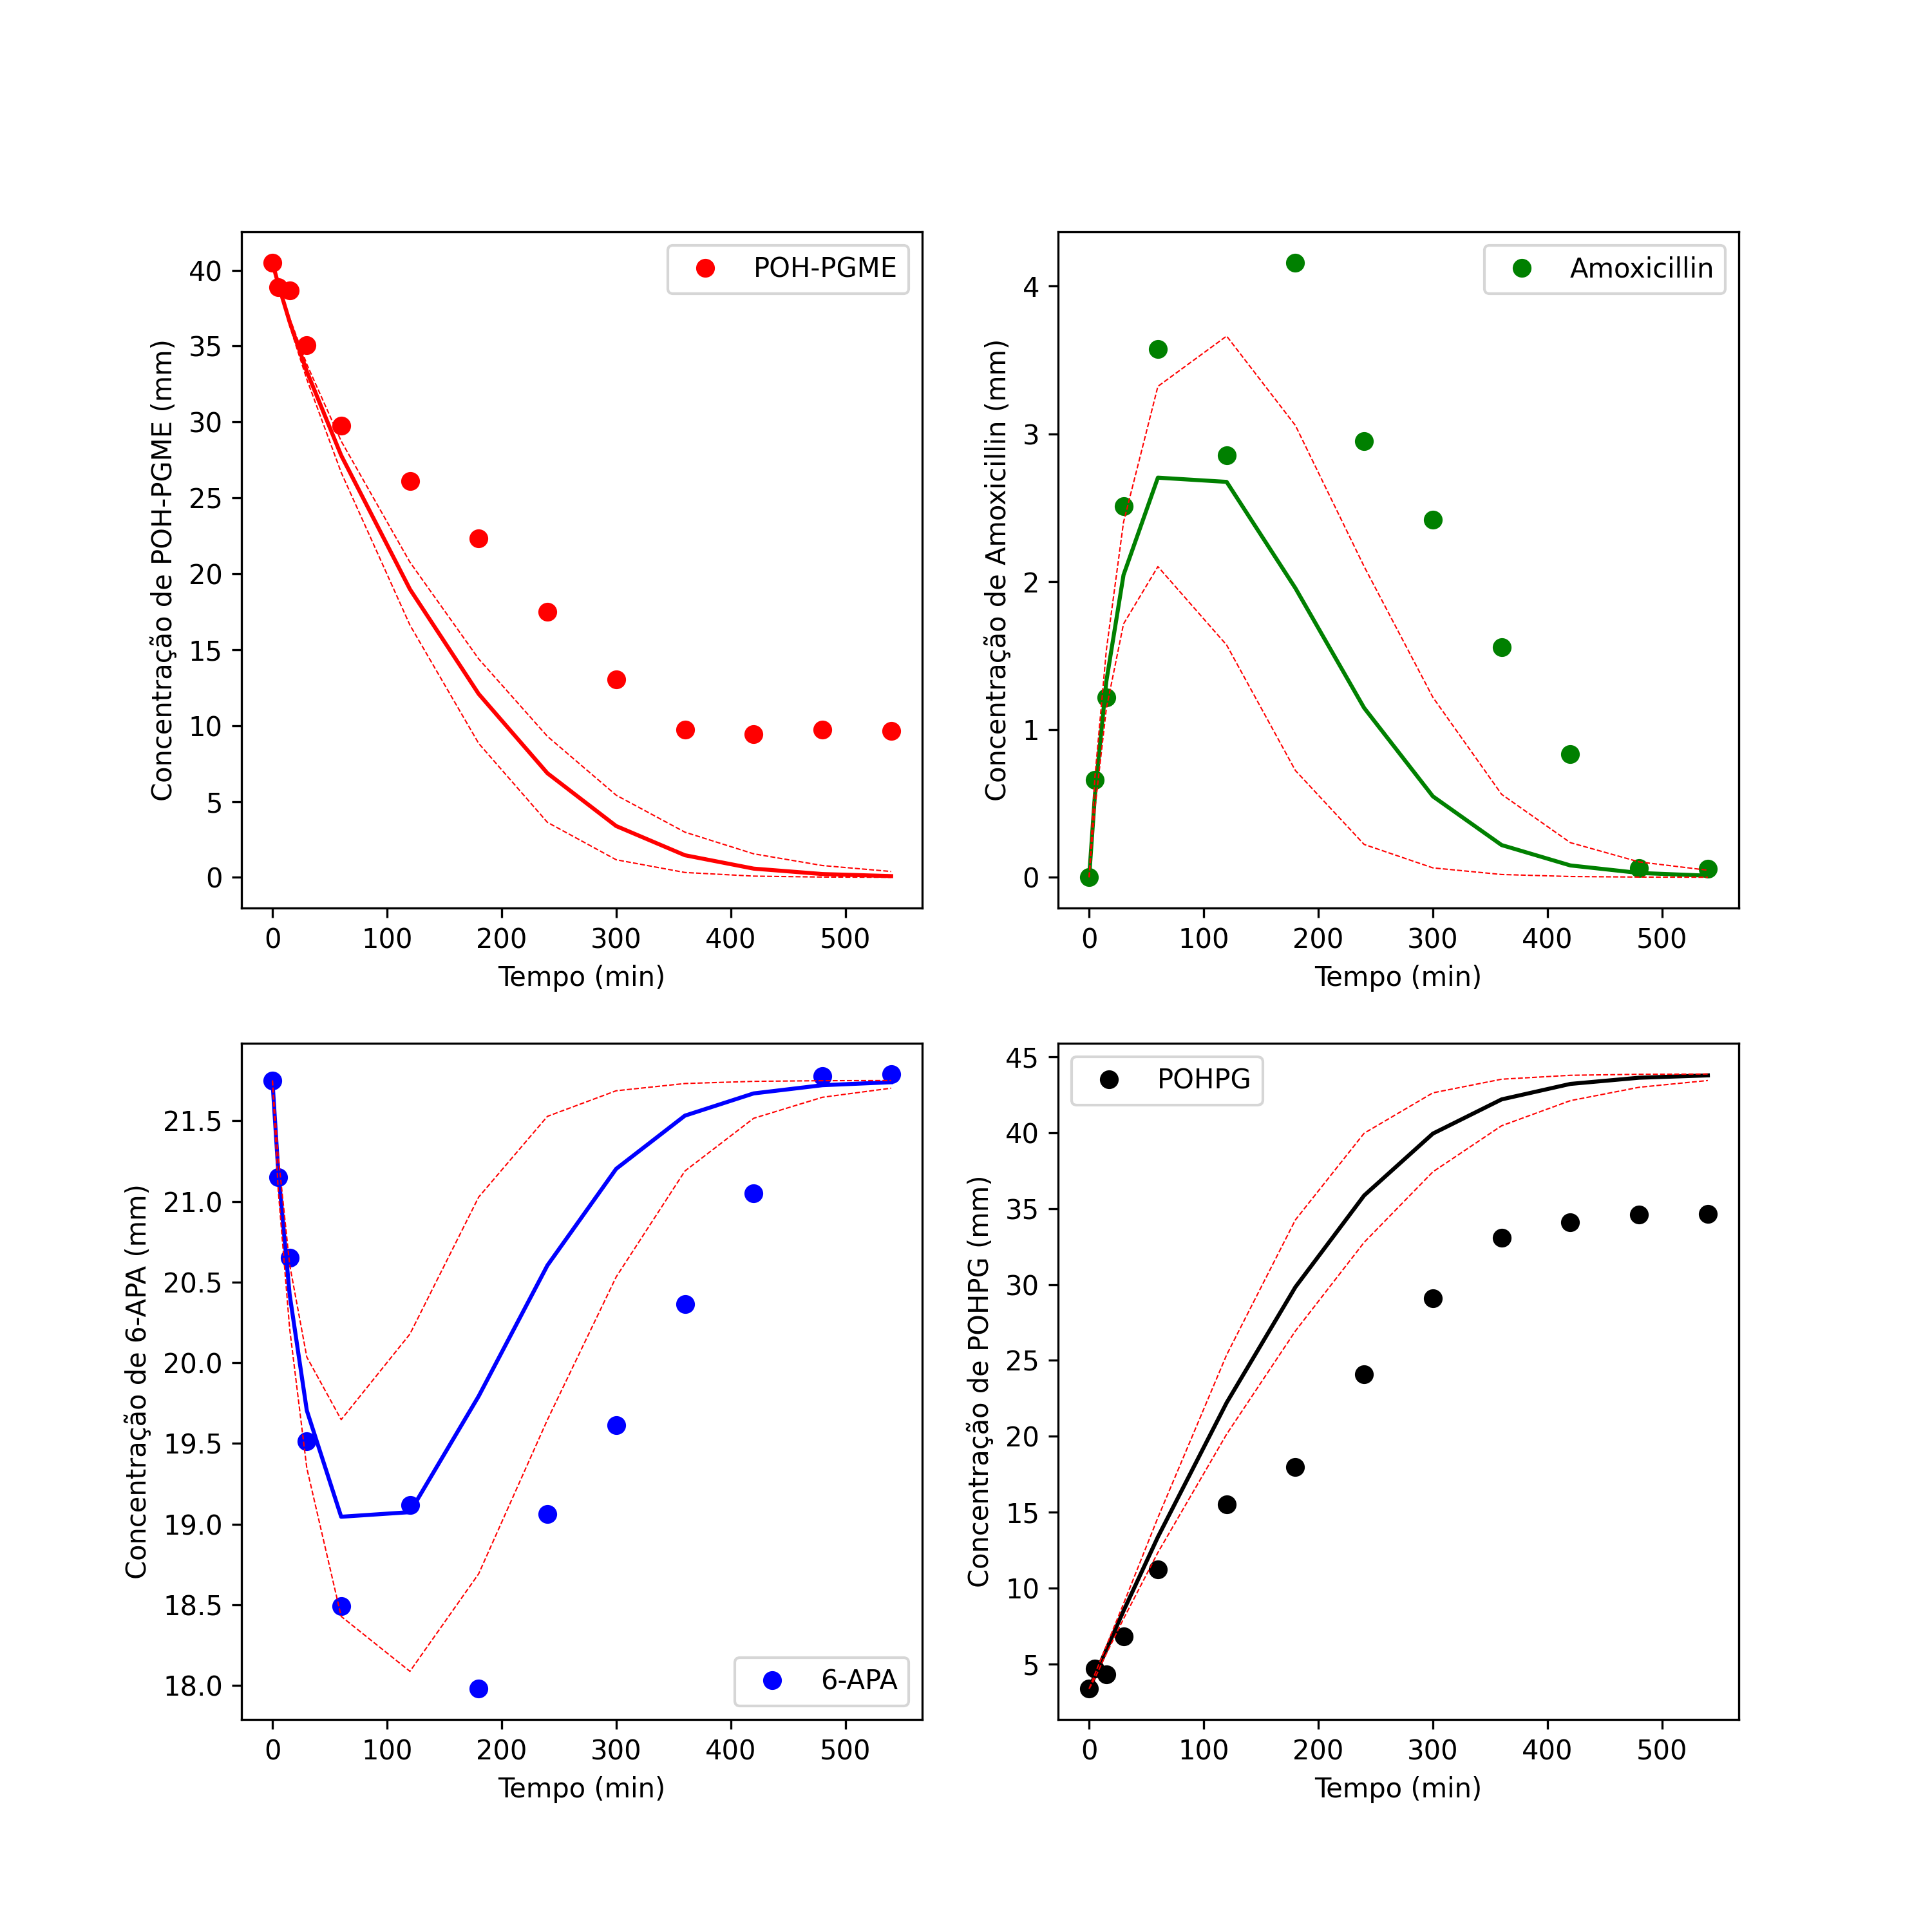 POH-PGME
Concentração de POH-PGME (mm)
40
35
30
25
20
15
10
5
0
0 100 200 300 400 500
Tempo (min)
Amoxicillin
Concentração de Amoxicillin (mm)
4
3
2
1
0
0 100 200 300 400 500
Tempo (min)
6-APA
Concentração de 6-APA (mm)
21.5
21.0
20.5
20.0
19.5
19.0
18.5
18.0
0 100 200 300 400 500
Tempo (min)
POHPG
Concentração de POHPG (mm)
45
40
35
30
25
20
15
10
5
0 100 200 300 400 500
Tempo (min)